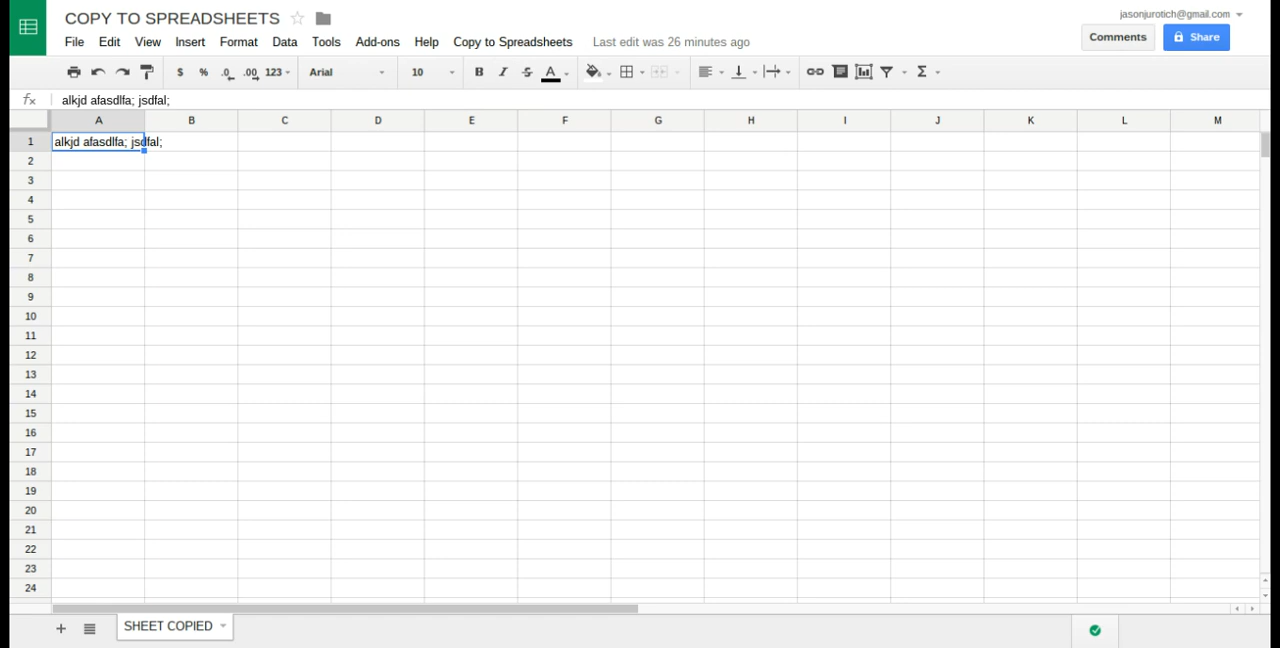 COPY TO SPREADSHEETS
jasonjurotich@gmail.com
File Edit View Insert Format Data Tools Add-ons Help Copy to Spreadsheets Last edit was 26 minutes ago
Comments
Share
$ % .0 .00 123 Arial 10 B I S A Σ
fx alkjd afasdlfa; jsdfal;
A B C D E F G H I J K L M
1 alkjd afasdlfa; jsdfal;
2
3
4
5
6
7
8
9
10
11
12
13
14
15
16
17
18
19
20
21
22
23
24
+ SHEET COPIED